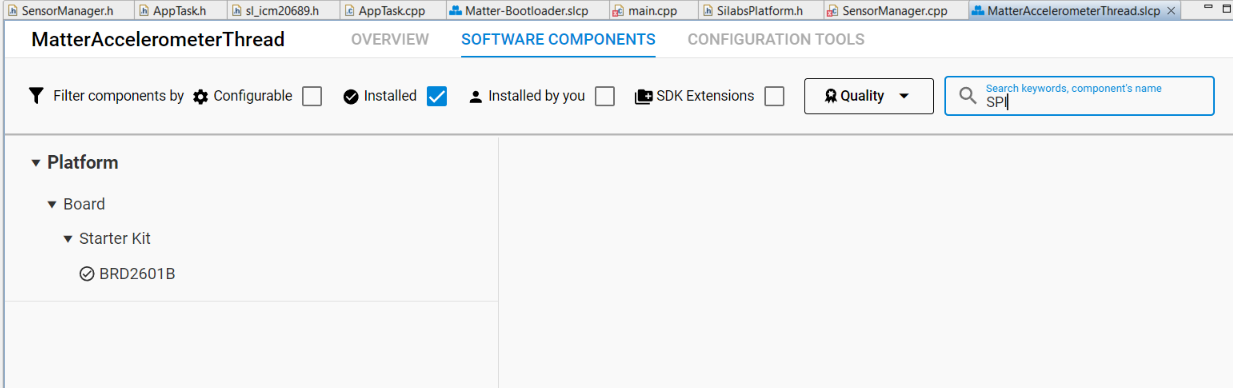 SensorManager.h AppTask.h sl_icm20689.h AppTask.cpp Matter-Bootloader.slcp main.cpp SilabsPlatform.h SensorManager.cpp MatterAccelerometerThread.slcp
MatterAccelerometerThread OVERVIEW SOFTWARE COMPONENTS CONFIGURATION TOOLS
Filter components by Configurable Installed Installed by you SDK Extensions Quality Search keywords, component's name
SPI
Platform
Board
Starter Kit
BRD2601B